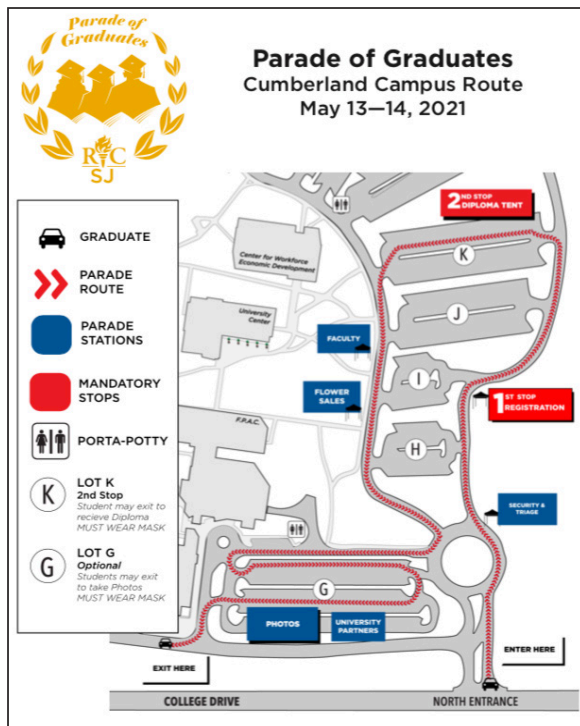 Parade of
Graduates
RC
SJ
Parade of Graduates
Cumberland Campus Route
May 13—14, 2021
GRADUATE
PARADE
ROUTE
PARADE
STATIONS
MANDATORY
STOPS
PORTA-POTTY
K
LOT K
2nd Stop
Student may exit to
recieve Diploma
MUST WEAR MASK
G
LOT G
Optional
Students may exit
to take Photos
MUST WEAR MASK
2ND STOP
DIPLOMA TENT
K
Center for Workforce
Economic Development
J
University
Center
FACULTY
I
FLOWER
SALES
1ST STOP
REGISTRATION
F.P.A.C.
H
SECURITY &
TRIAGE
G
PHOTOS
UNIVERSITY
PARTNERS
EXIT HERE
ENTER HERE
COLLEGE DRIVE
NORTH ENTRANCE